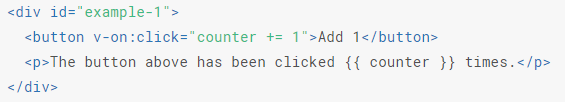 <div id="example-1">
  <button v-on:click="counter += 1">Add 1</button>
  <p>The button above has been clicked {{ counter }} times.</p>
</div>